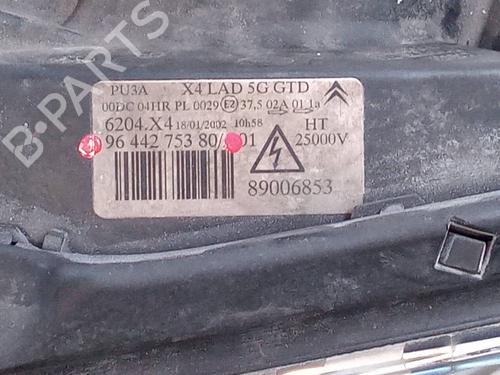 B-PARTS
PU3A X4 LAD 5G GTD
00DC 04HR PL 0029 E2 37,5 02A 01 1a
6204.X4 18/01/2002 10h58 HT
96 442 753 80/ 01 25000V
89006853